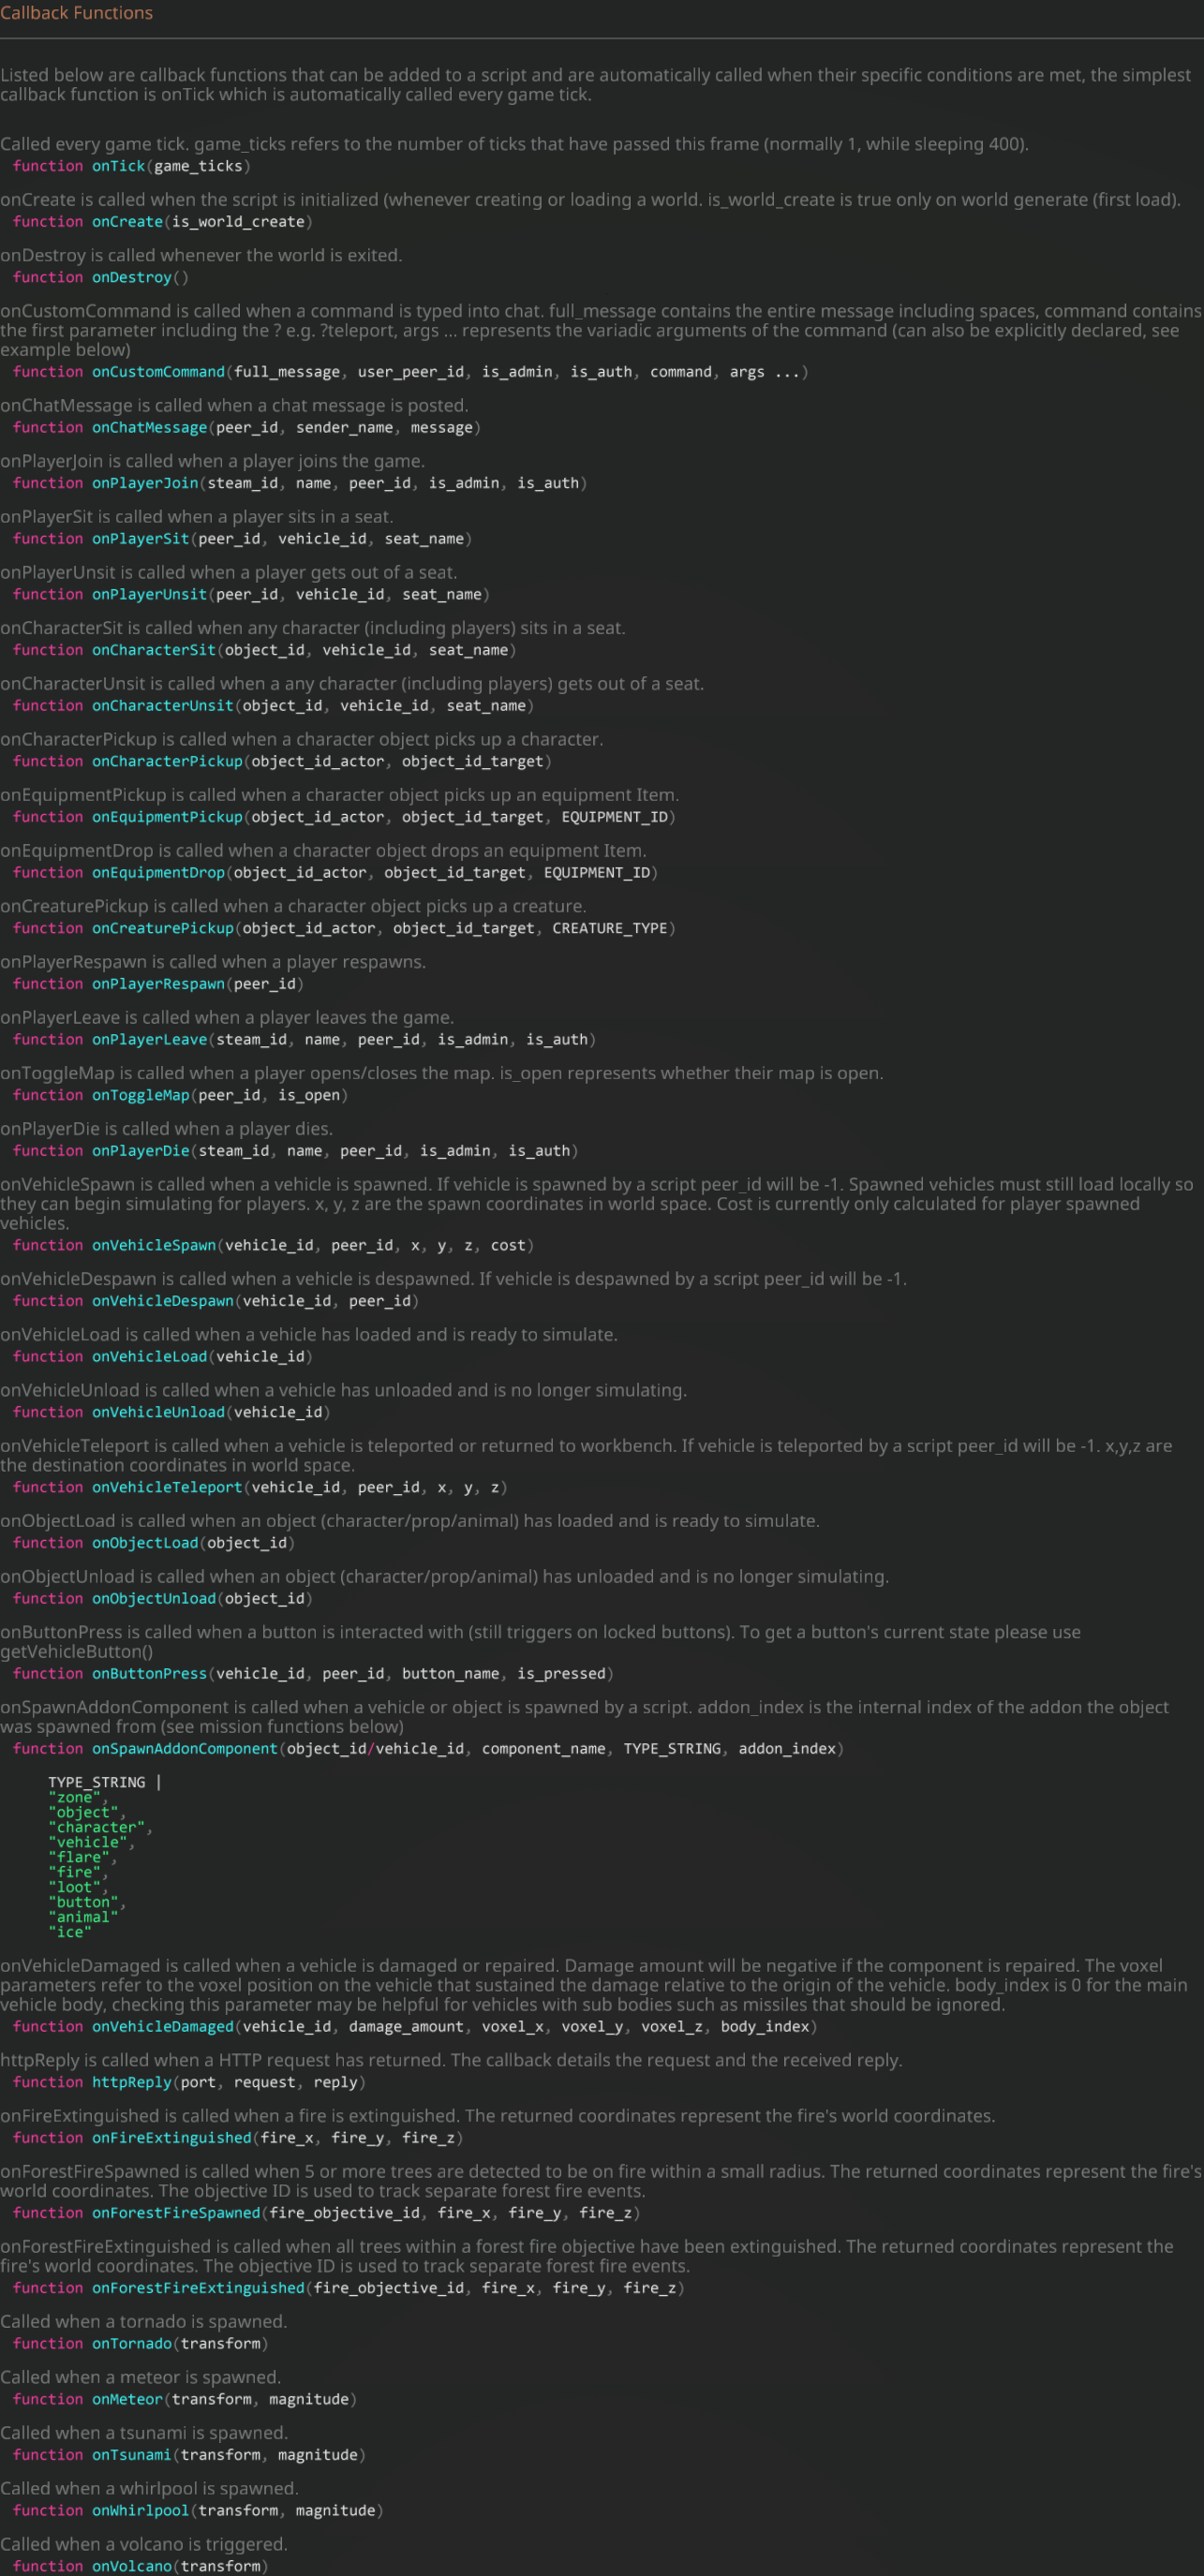 Callback Functions
Listed below are callback functions that can be added to a script and are automatically called when their specific conditions are met, the simplest
callback function is onTick which is automatically called every game tick.
Called every game tick. game_ticks refers to the number of ticks that have passed this frame (normally 1, while sleeping 400).
function onTick(game_ticks)
onCreate is called when the script is initialized (whenever creating or loading a world. is_world_create is true only on world generate (first load).
function onCreate(is_world_create)
onDestroy is called whenever the world is exited.
function onDestroy()
onCustomCommand is called when a command is typed into chat. full_message contains the entire message including spaces, command contains
the first parameter including the ? e.g. ?teleport, args ... represents the variadic arguments of the command (can also be explicitly declared, see
example below)
function onCustomCommand(full_message, user_peer_id, is_admin, is_auth, command, args ...)
onChatMessage is called when a chat message is posted.
function onChatMessage(peer_id, sender_name, message)
onPlayerJoin is called when a player joins the game.
function onPlayerJoin(steam_id, name, peer_id, is_admin, is_auth)
onPlayerSit is called when a player sits in a seat.
function onPlayerSit(peer_id, vehicle_id, seat_name)
onPlayerUnsit is called when a player gets out of a seat.
function onPlayerUnsit(peer_id, vehicle_id, seat_name)
onCharacterSit is called when any character (including players) sits in a seat.
function onCharacterSit(object_id, vehicle_id, seat_name)
onCharacterUnsit is called when a any character (including players) gets out of a seat.
function onCharacterUnsit(object_id, vehicle_id, seat_name)
onCharacterPickup is called when a character object picks up a character.
function onCharacterPickup(object_id_actor, object_id_target)
onEquipmentPickup is called when a character object picks up an equipment Item.
function onEquipmentPickup(object_id_actor, object_id_target, EQUIPMENT_ID)
onEquipmentDrop is called when a character object drops an equipment Item.
function onEquipmentDrop(object_id_actor, object_id_target, EQUIPMENT_ID)
onCreaturePickup is called when a character object picks up a creature.
function onCreaturePickup(object_id_actor, object_id_target, CREATURE_TYPE)
onPlayerRespawn is called when a player respawns.
function onPlayerRespawn(peer_id)
onPlayerLeave is called when a player leaves the game.
function onPlayerLeave(steam_id, name, peer_id, is_admin, is_auth)
onToggleMap is called when a player opens/closes the map. is_open represents whether their map is open.
function onToggleMap(peer_id, is_open)
onPlayerDie is called when a player dies.
function onPlayerDie(steam_id, name, peer_id, is_admin, is_auth)
onVehicleSpawn is called when a vehicle is spawned. If vehicle is spawned by a script peer_id will be -1. Spawned vehicles must still load locally so
they can begin simulating for players. x, y, z are the spawn coordinates in world space. Cost is currently only calculated for player spawned
vehicles.
function onVehicleSpawn(vehicle_id, peer_id, x, y, z, cost)
onVehicleDespawn is called when a vehicle is despawned. If vehicle is despawned by a script peer_id will be -1.
function onVehicleDespawn(vehicle_id, peer_id)
onVehicleLoad is called when a vehicle has loaded and is ready to simulate.
function onVehicleLoad(vehicle_id)
onVehicleUnload is called when a vehicle has unloaded and is no longer simulating.
function onVehicleUnload(vehicle_id)
onVehicleTeleport is called when a vehicle is teleported or returned to workbench. If vehicle is teleported by a script peer_id will be -1. x,y,z are
the destination coordinates in world space.
function onVehicleTeleport(vehicle_id, peer_id, x, y, z)
onObjectLoad is called when an object (character/prop/animal) has loaded and is ready to simulate.
function onObjectLoad(object_id)
onObjectUnload is called when an object (character/prop/animal) has unloaded and is no longer simulating.
function onObjectUnload(object_id)
onButtonPress is called when a button is interacted with (still triggers on locked buttons). To get a button's current state please use
getVehicleButton()
function onButtonPress(vehicle_id, peer_id, button_name, is_pressed)
onSpawnAddonComponent is called when a vehicle or object is spawned by a script. addon_index is the internal index of the addon the object
was spawned from (see mission functions below)
function onSpawnAddonComponent(object_id/vehicle_id, component_name, TYPE_STRING, addon_index)
TYPE_STRING |
"zone",
"object",
"character",
"vehicle",
"flare",
"fire",
"loot",
"button",
"animal"
"ice"
onVehicleDamaged is called when a vehicle is damaged or repaired. Damage amount will be negative if the component is repaired. The voxel
parameters refer to the voxel position on the vehicle that sustained the damage relative to the origin of the vehicle. body_index is 0 for the main
vehicle body, checking this parameter may be helpful for vehicles with sub bodies such as missiles that should be ignored.
function onVehicleDamaged(vehicle_id, damage_amount, voxel_x, voxel_y, voxel_z, body_index)
httpReply is called when a HTTP request has returned. The callback details the request and the received reply.
function httpReply(port, request, reply)
onFireExtinguished is called when a fire is extinguished. The returned coordinates represent the fire's world coordinates.
function onFireExtinguished(fire_x, fire_y, fire_z)
onForestFireSpawned is called when 5 or more trees are detected to be on fire within a small radius. The returned coordinates represent the fire's
world coordinates. The objective ID is used to track separate forest fire events.
function onForestFireSpawned(fire_objective_id, fire_x, fire_y, fire_z)
onForestFireExtinguished is called when all trees within a forest fire objective have been extinguished. The returned coordinates represent the
fire's world coordinates. The objective ID is used to track separate forest fire events.
function onForestFireExtinguished(fire_objective_id, fire_x, fire_y, fire_z)
Called when a tornado is spawned.
function onTornado(transform)
Called when a meteor is spawned.
function onMeteor(transform, magnitude)
Called when a tsunami is spawned.
function onTsunami(transform, magnitude)
Called when a whirlpool is spawned.
function onWhirlpool(transform, magnitude)
Called when a volcano is triggered.
function onVolcano(transform)